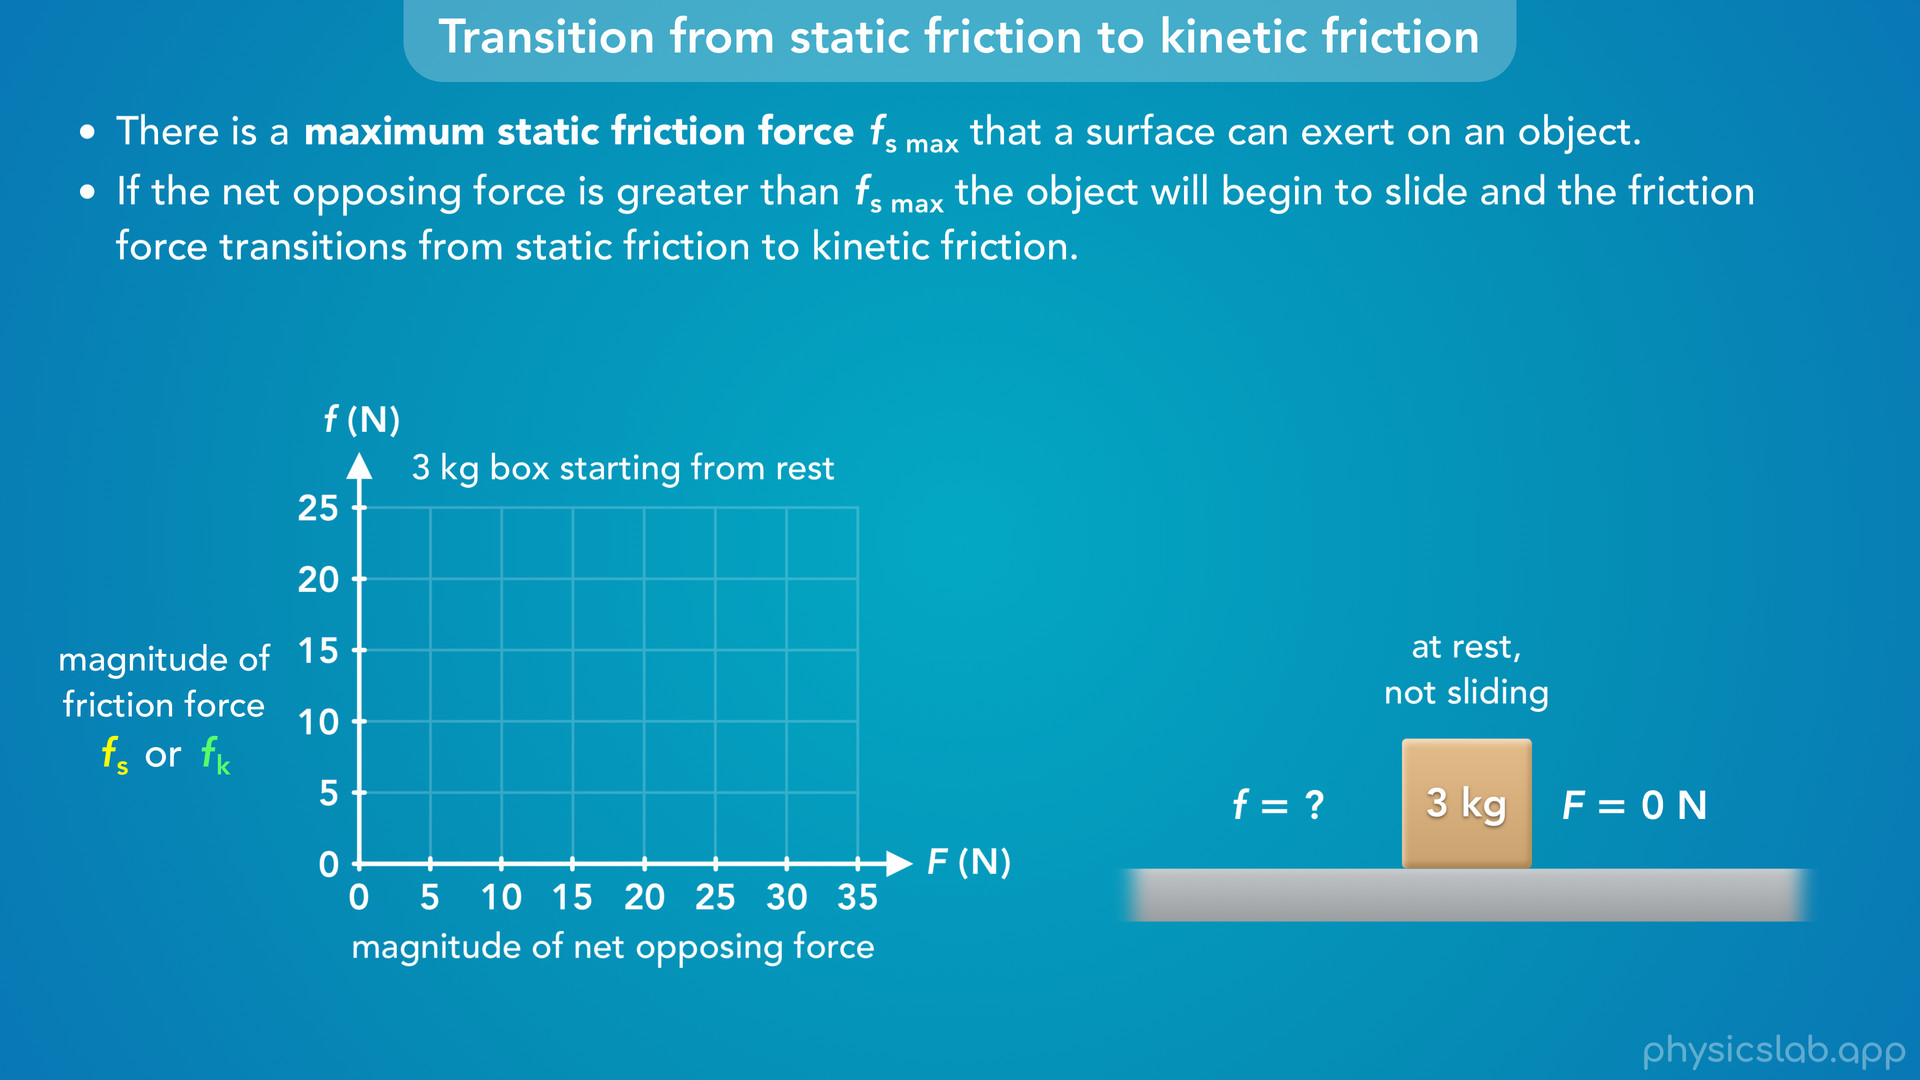 Transition from static friction to kinetic friction
• There is a maximum static friction force fs max that a surface can exert on an object.
• If the net opposing force is greater than fs max the object will begin to slide and the friction
force transitions from static friction to kinetic friction.
f (N)
3 kg box starting from rest
25
20
15
10
5
0
magnitude of
friction force
fs or fk
0 5 10 15 20 25 30 35
F (N)
magnitude of net opposing force
at rest,
not sliding
f = ?
3 kg
F = 0 N
physicslab.app